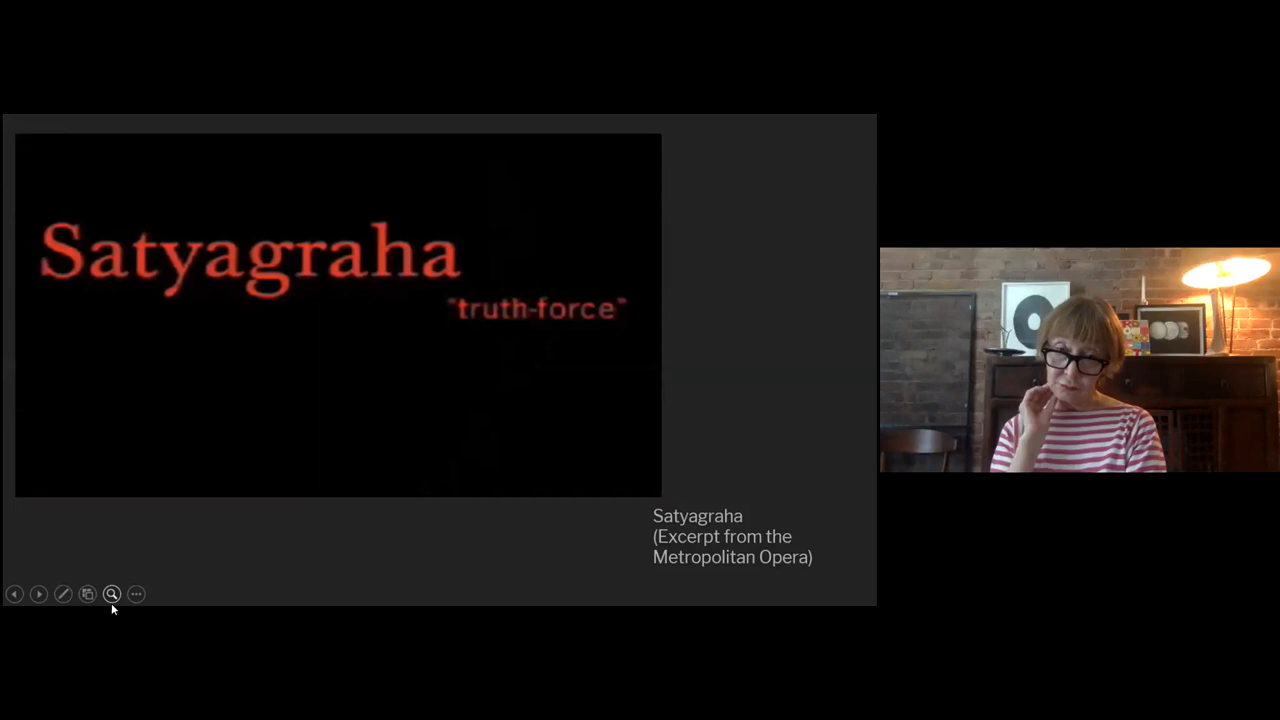 Satyagraha
"truth-force"
Satyagraha
(Excerpt from the
Metropolitan Opera)